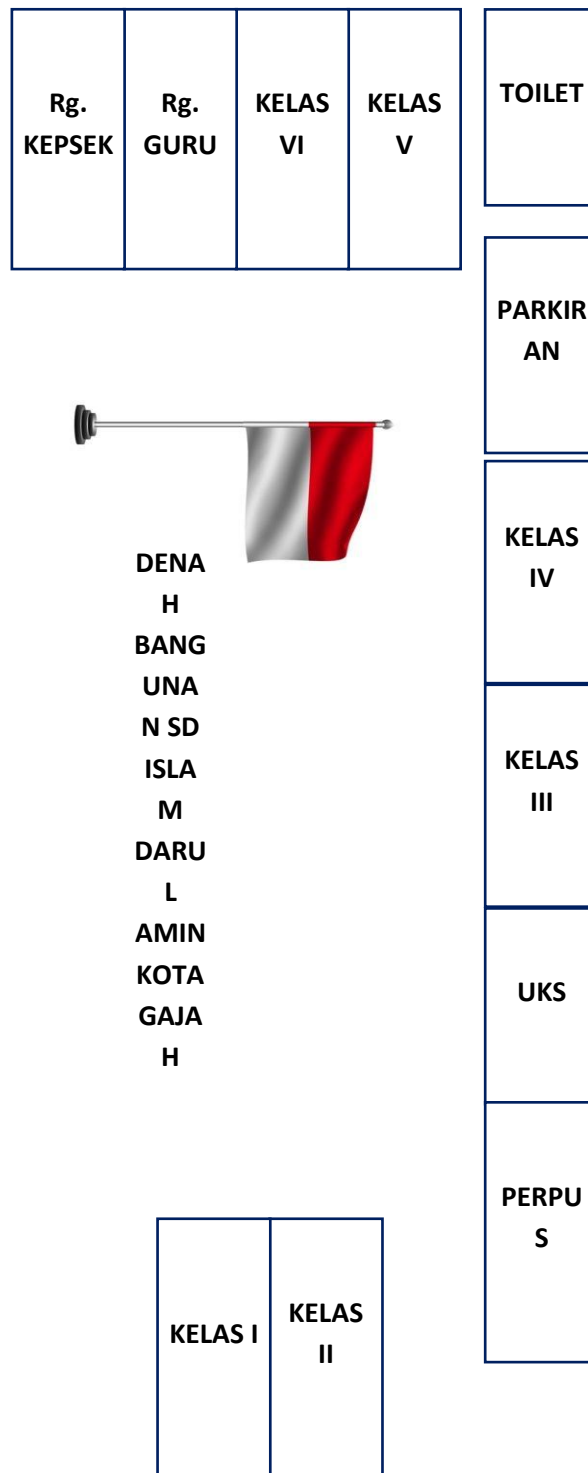 Rg.
KEPSEK
Rg.
GURU
KELAS
VI
KELAS
V
TOILET
PARKIR
AN
KELAS
IV
DENA
H
BANG
UNA
N SD
ISLA
M
DARU
L
AMIN
KOTA
GAJA
H
KELAS
III
UKS
PERPU
S
KELAS I
KELAS
II